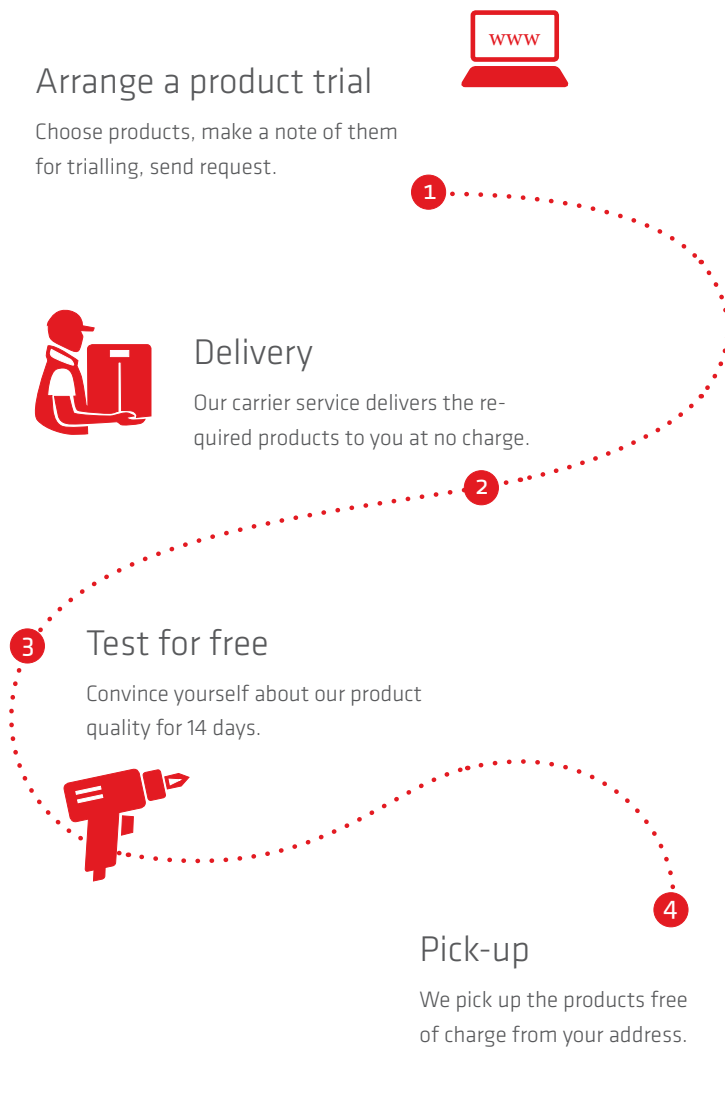 www
Arrange a product trial
Choose products, make a note of them
for trialling, send request.
1
Delivery
Our carrier service delivers the re-
quired products to you at no charge.
2
3
Test for free
Convince yourself about our product
quality for 14 days.
4
Pick-up
We pick up the products free
of charge from your address.